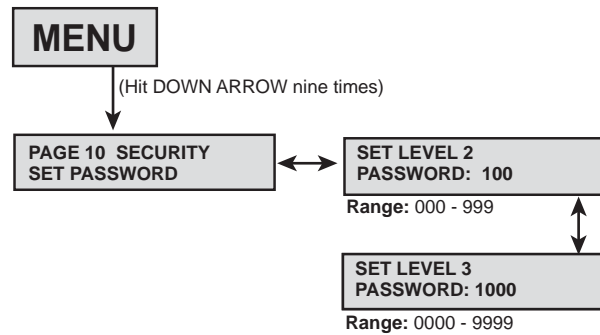 MENU
(Hit DOWN ARROW nine times)
PAGE 10 SECURITY
SET PASSWORD
SET LEVEL 2
PASSWORD: 100
Range: 000 - 999
SET LEVEL 3
PASSWORD: 1000
Range: 0000 - 9999